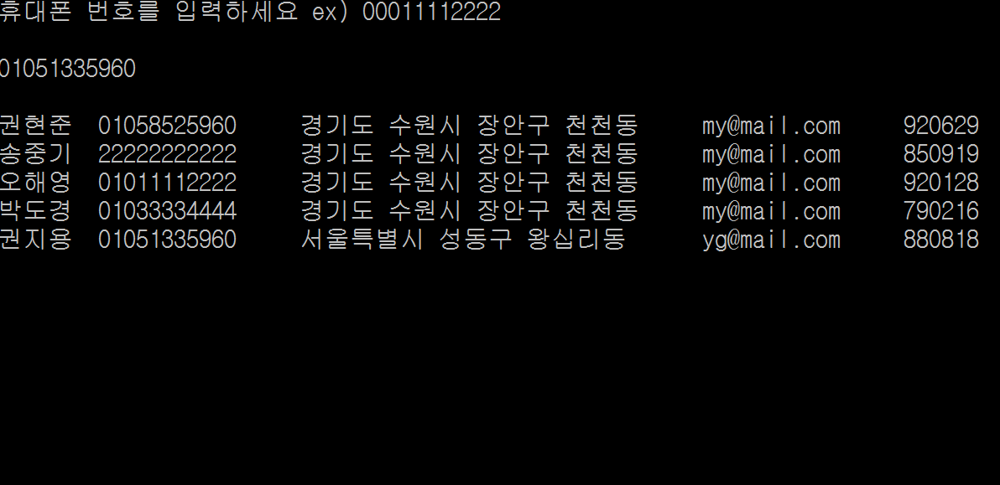 휴대폰 번호를 입력하세요 ex) 00011112222
01051335960
권현준 01058525960 경기도 수원시 장안구 천천동 my@mail.com 920629
송중기 22222222222 경기도 수원시 장안구 천천동 my@mail.com 850919
오해영 01011112222 경기도 수원시 장안구 천천동 my@mail.com 920128
박도경 01033334444 경기도 수원시 장안구 천천동 my@mail.com 790216
권지용 01051335960 서울특별시 성동구 왕십리동 yg@mail.com 880818